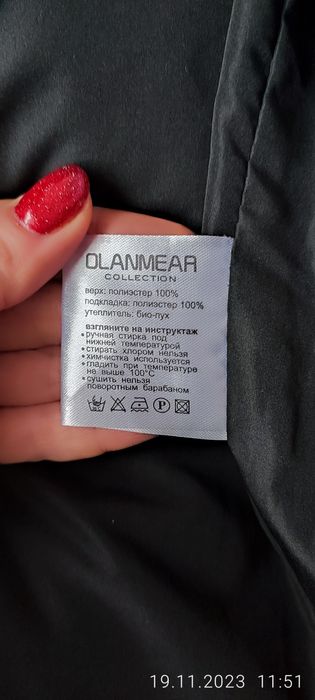 OLANMEAR
COLLECTION
верх: полиэстер 100%
подкладка: полиэстер 100%
утеплитель: био-пух
взгляните на инструктаж
•ручная стирка под
нижней температурой
•стирать хлором нельзя
•химчистка используется
•гладить при температуре
не выше 100°C
•сушить нельзя
поворотным барабаном
P
19.11.2023 11:51